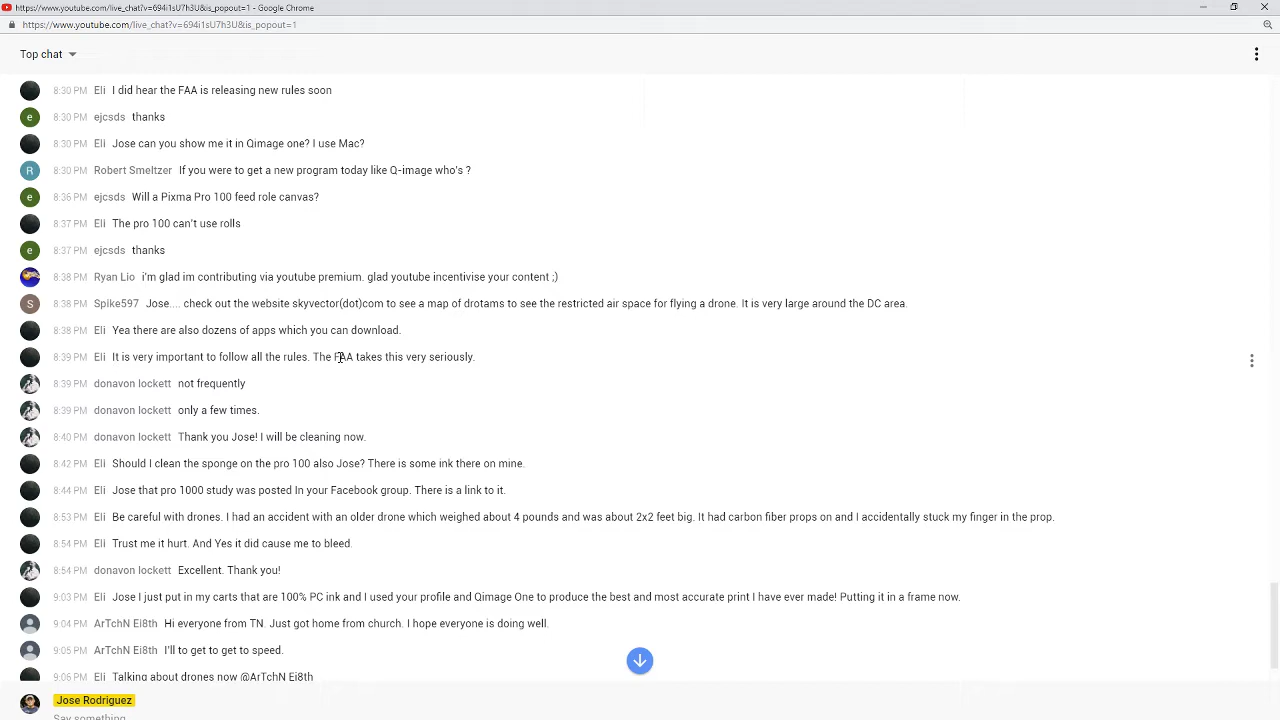 https://www.youtube.com/live_chat?v=694i1sU7h3U&is_popout=1 - Google Chrome
https://www.youtube.com/live_chat?v=694i1sU7h3U&is_popout=1
Top chat
8:30 PM Eli I did hear the FAA is releasing new rules soon
e 8:30 PM ejcsds thanks
8:30 PM Eli Jose can you show me it in Qimage one? I use Mac?
R 8:30 PM Robert Smeltzer If you were to get a new program today like Q-image who's ?
e 8:36 PM ejcsds Will a Pixma Pro 100 feed role canvas?
8:37 PM Eli The pro 100 can't use rolls
e 8:37 PM ejcsds thanks
8:38 PM Ryan Lio i'm glad im contributing via youtube premium. glad youtube incentivise your content ;)
S 8:38 PM Spike597 Jose.... check out the website skyvector(dot)com to see a map of drotams to see the restricted air space for flying a drone. It is very large around the DC area.
8:38 PM Eli Yea there are also dozens of apps which you can download.
8:39 PM Eli It is very important to follow all the rules. The FAA takes this very seriously.
8:39 PM donavon lockett not frequently
8:39 PM donavon lockett only a few times.
8:40 PM donavon lockett Thank you Jose! I will be cleaning now.
8:42 PM Eli Should I clean the sponge on the pro 100 also Jose? There is some ink there on mine.
8:44 PM Eli Jose that pro 1000 study was posted In your Facebook group. There is a link to it.
8:53 PM Eli Be careful with drones. I had an accident with an older drone which weighed about 4 pounds and was about 2x2 feet big. It had carbon fiber props on and I accidentally stuck my finger in the prop.
8:54 PM Eli Trust me it hurt. And Yes it did cause me to bleed.
8:54 PM donavon lockett Excellent. Thank you!
9:03 PM Eli Jose I just put in my carts that are 100% PC ink and I used your profile and Qimage One to produce the best and most accurate print I have ever made! Putting it in a frame now.
9:04 PM ArTchN Ei8th Hi everyone from TN. Just got home from church. I hope everyone is doing well.
9:05 PM ArTchN Ei8th I'll to get to get to speed.
9:06 PM Eli Talking about drones now @ArTchN Ei8th
Jose Rodriguez
Say something